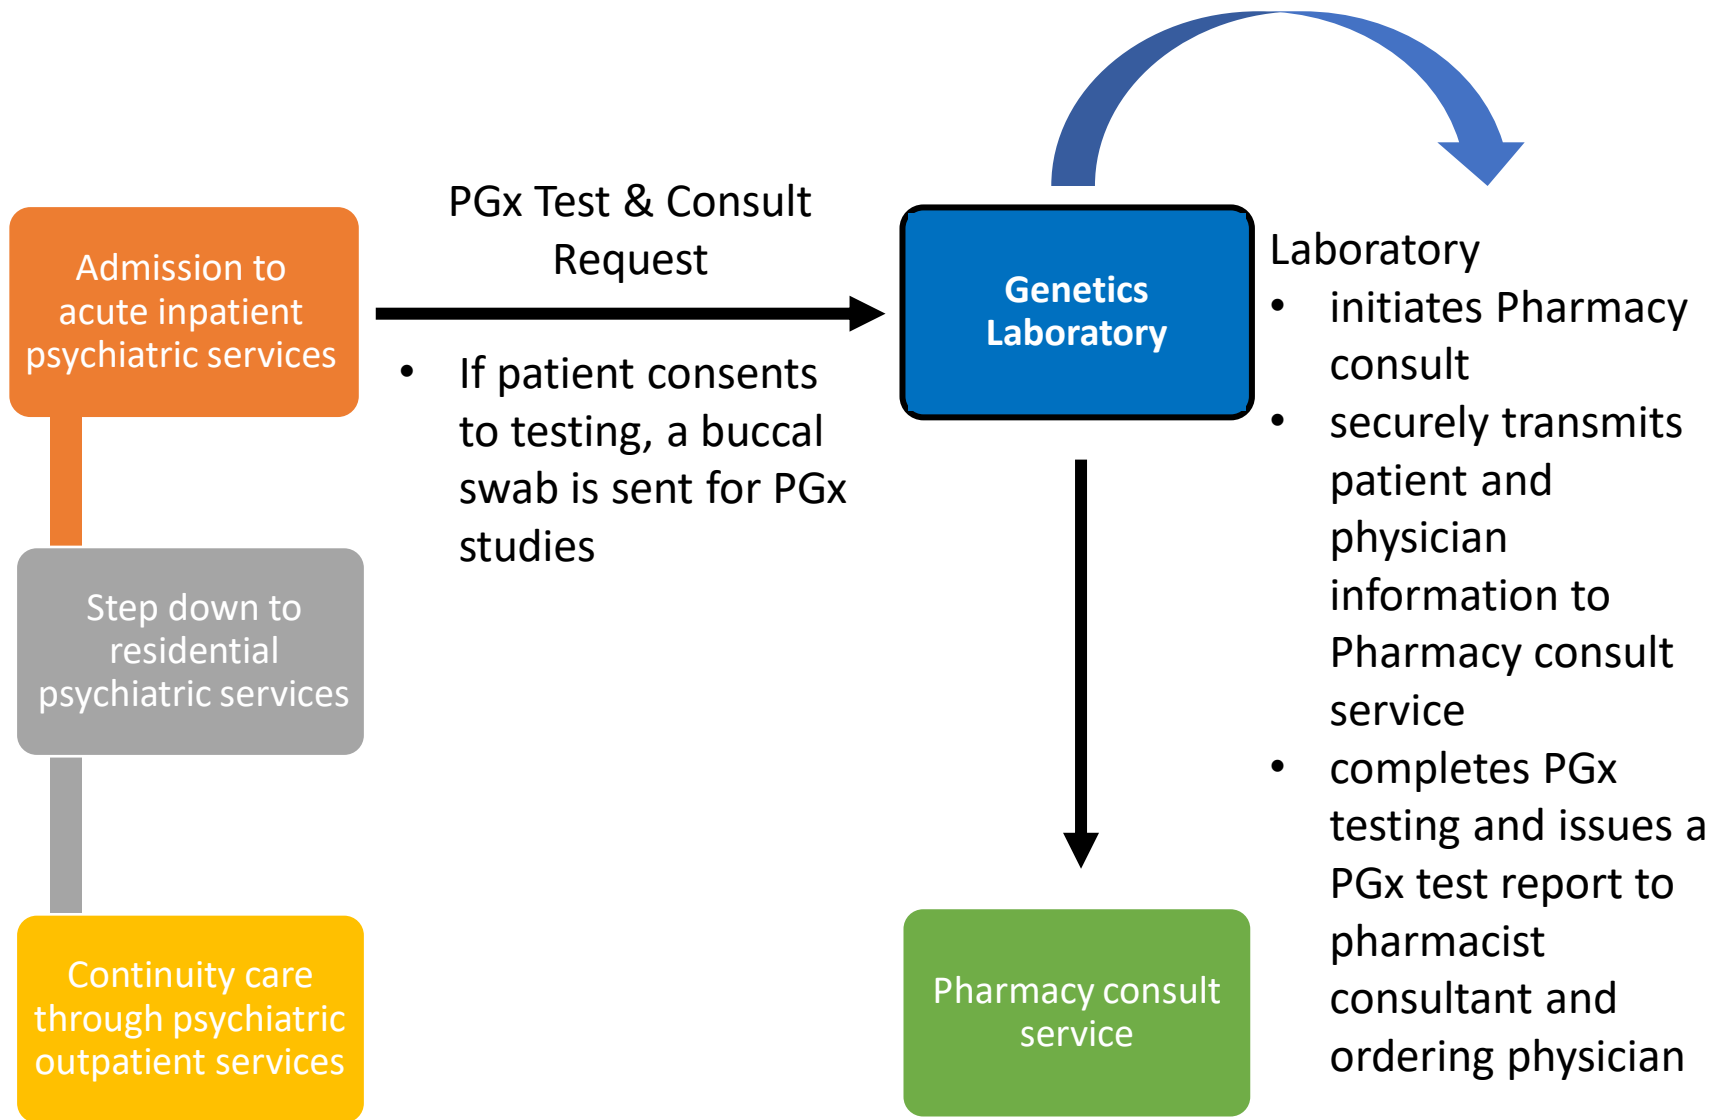 Admission to
acute inpatient
psychiatric services
PGx Test & Consult
Request
• If patient consents
to testing, a buccal
swab is sent for PGx
studies
Genetics
Laboratory
Laboratory
• initiates Pharmacy
consult
• securely transmits
patient and
physician
information to
Pharmacy consult
service
• completes PGx
testing and issues a
PGx test report to
pharmacist
consultant and
ordering physician
Step down to
residential
psychiatric services
Continuity care
through psychiatric
outpatient services
Pharmacy consult
service